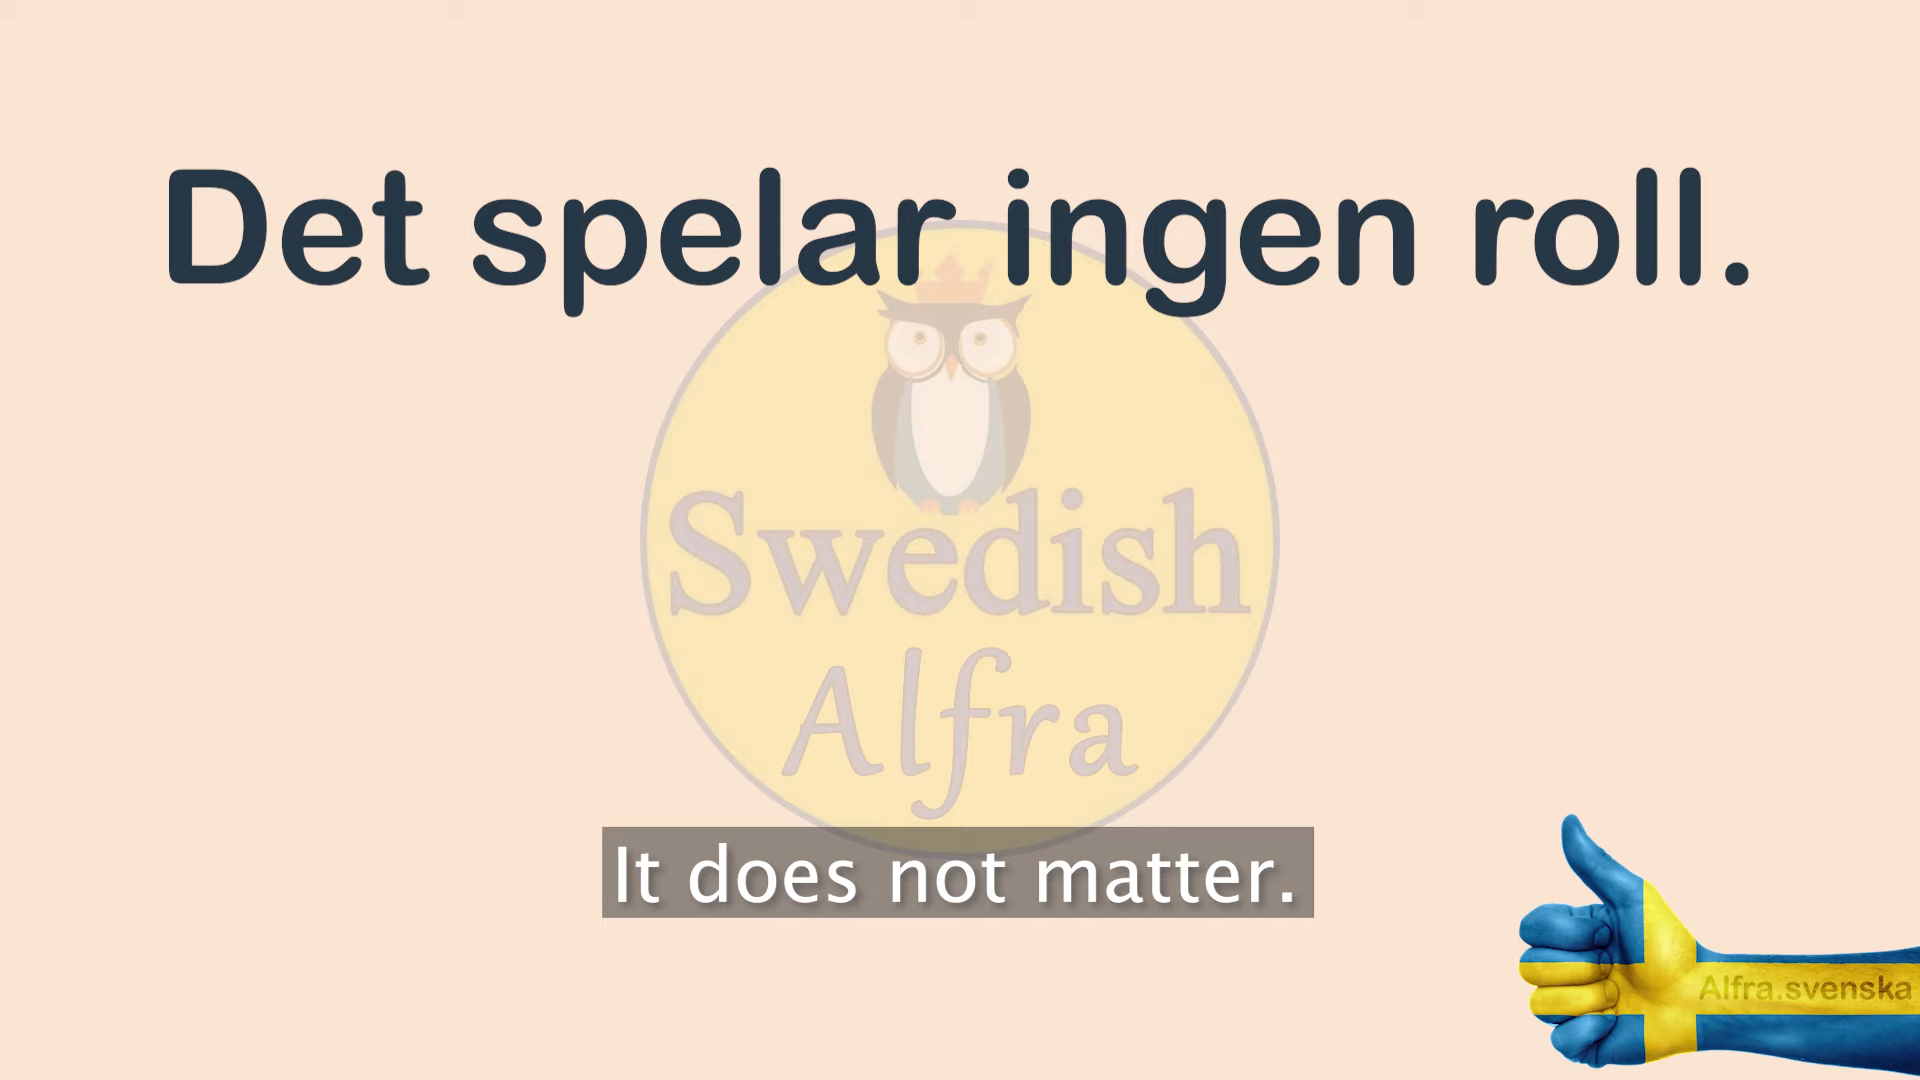 Det spelar ingen roll.
Swedish
Alfra
It does not matter.
Alfra.svenska